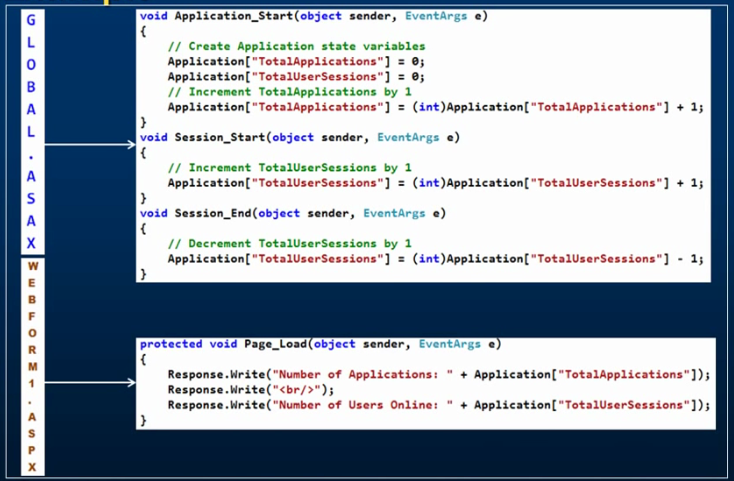 GLOBAL.ASAX
void Application_Start(object sender, EventArgs e)
{
// Create Application state variables
Application["TotalApplications"] = 0;
Application["TotalUserSessions"] = 0;
// Increment TotalApplications by 1
Application["TotalApplications"] = (int)Application["TotalApplications"] + 1;
}
void Session_Start(object sender, EventArgs e)
{
// Increment TotalUserSessions by 1
Application["TotalUserSessions"] = (int)Application["TotalUserSessions"] + 1;
}
void Session_End(object sender, EventArgs e)
{
// Decrement TotalUserSessions by 1
Application["TotalUserSessions"] = (int)Application["TotalUserSessions"] - 1;
}
WEBFORM1.ASPX
protected void Page_Load(object sender, EventArgs e)
{
Response.Write("Number of Applications: " + Application["TotalApplications"]);
Response.Write("<br/>");
Response.Write("Number of Users Online: " + Application["TotalUserSessions"]);
}